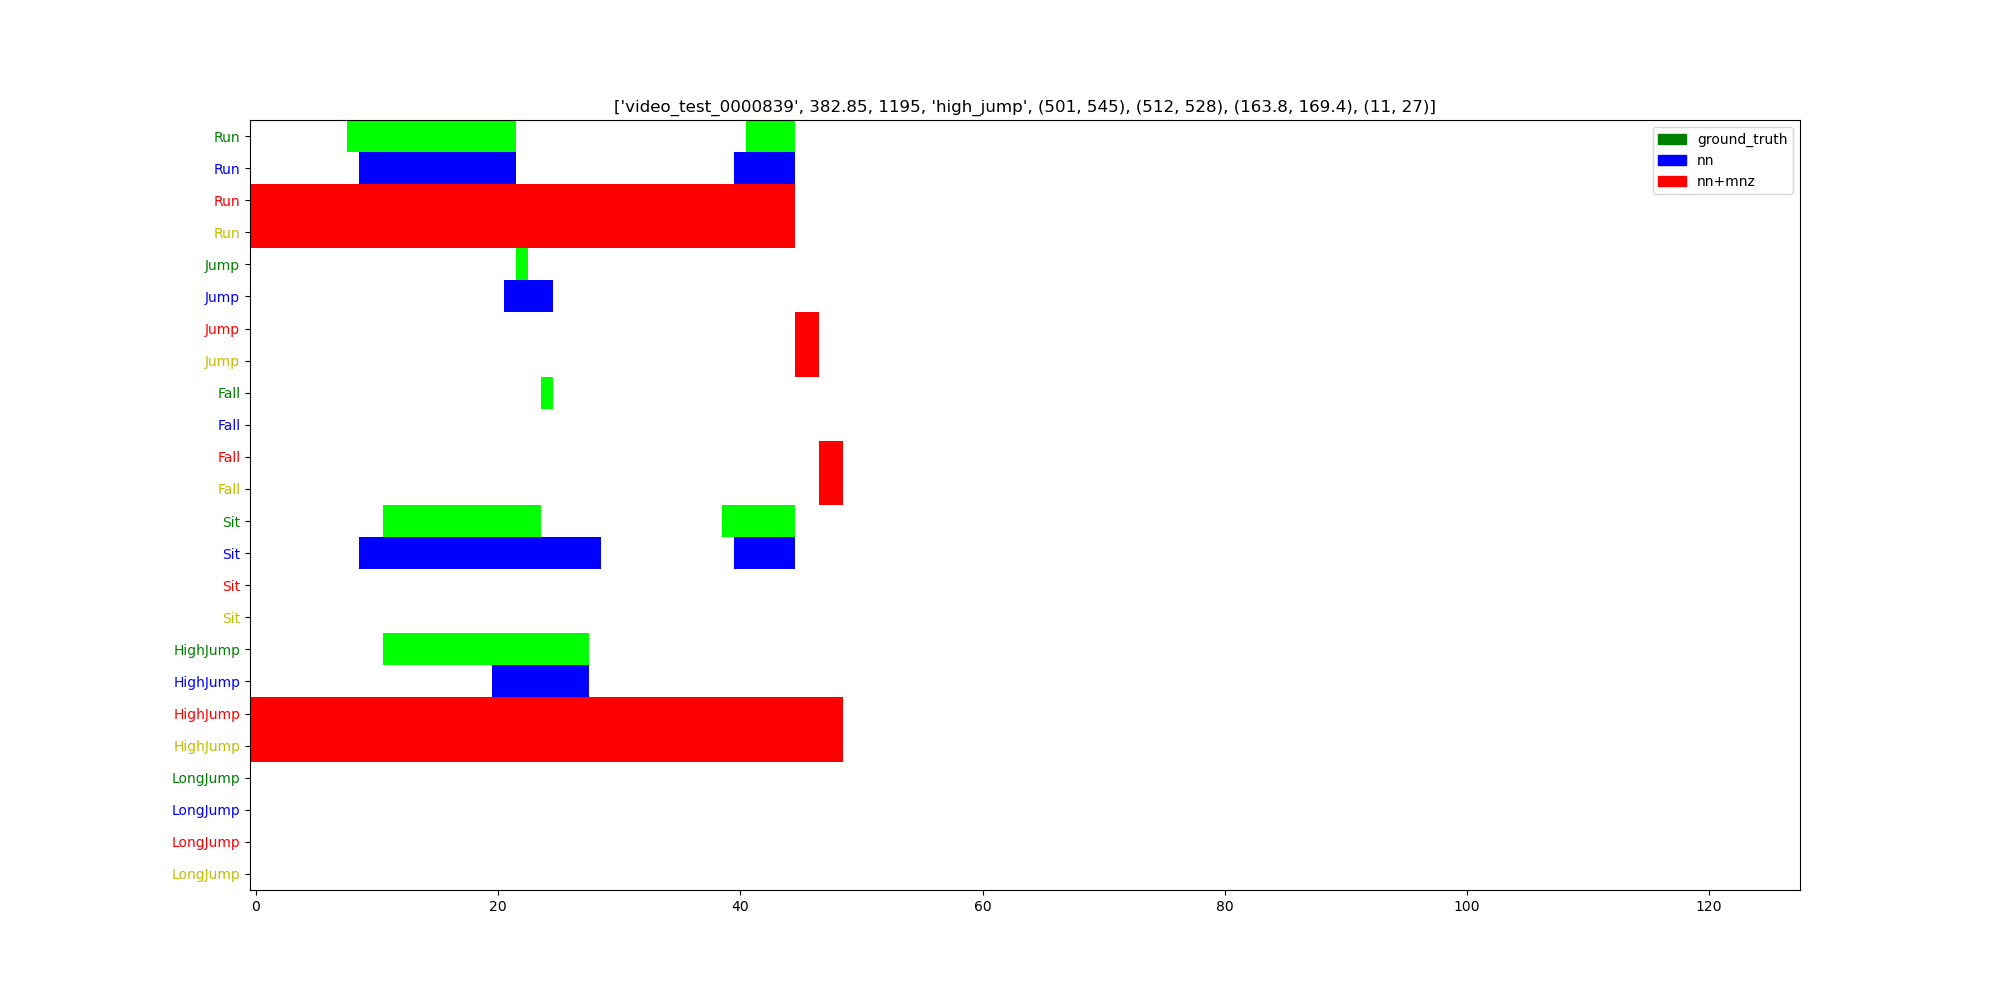 ['video_test_0000839', 382.85, 1195, 'high_jump', (501, 545), (512, 528), (163.8, 169.4), (11, 27)]
Run
Run
Run
Run
Jump
Jump
Jump
Jump
Fall
Fall
Fall
Fall
Sit
Sit
Sit
Sit
HighJump
HighJump
HighJump
HighJump
LongJump
LongJump
LongJump
LongJump
ground_truth
nn
nn+mnz
0 20 40 60 80 100 120